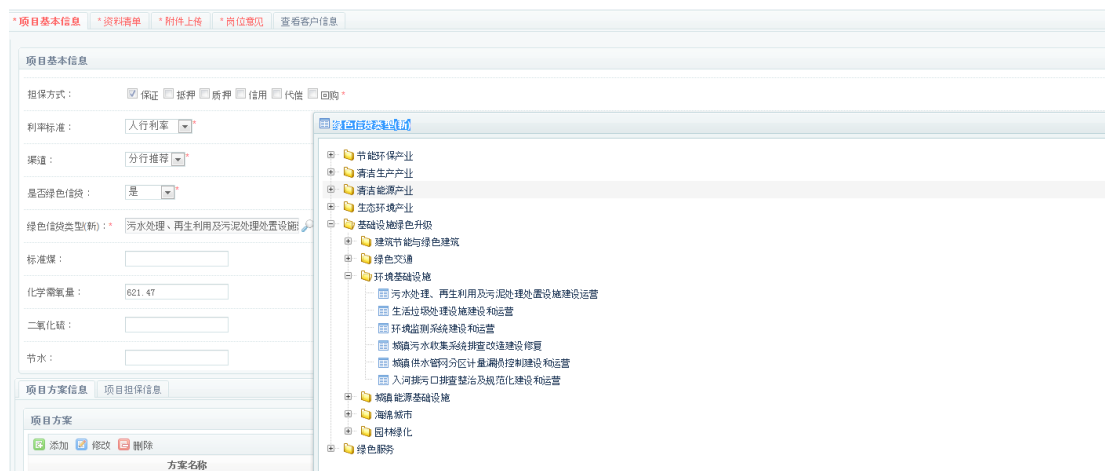 *项目基本信息 *资料清单 *附件上传 *岗位意见 查看客户信息
项目基本信息
担保方式： 保证 抵押 质押 信用 代偿 回购 *
利率标准： 人行利率 *
渠道： 分行推荐 *
是否绿色信贷： 是 *
绿色信贷类型(新)：* 污水处理、再生利用及污泥处理处置设施
标准煤：
化学需氧量： 621.47
二氧化硫：
节水：
项目方案信息 项目担保信息
项目方案
添加 修改 删除
方案名称
绿色信贷类型(新)
节能环保产业
清洁生产产业
清洁能源产业
生态环境产业
基础设施绿色升级
建筑节能与绿色建筑
绿色交通
环境基础设施
污水处理、再生利用及污泥处理处置设施建设运营
生活垃圾处理设施建设和运营
环境监测系统建设和运营
城镇污水收集系统排查改造建设修复
城镇供水管网分区计量漏损控制建设和运营
入河排污口排查整治及规范化建设和运营
城镇能源基础设施
海绵城市
园林绿化
绿色服务